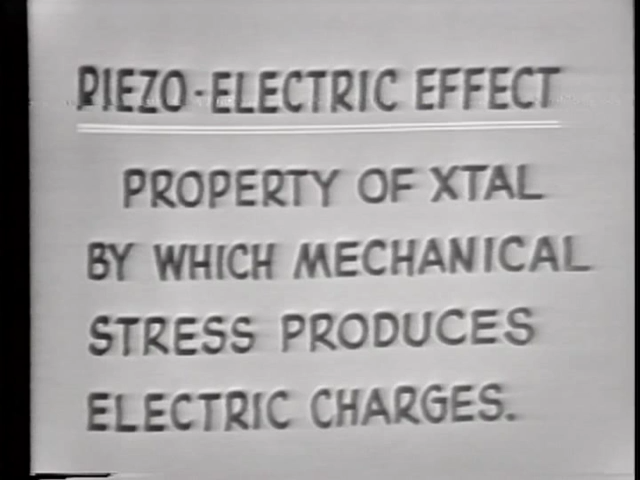 PIEZO-ELECTRIC EFFECT
PROPERTY OF XTAL
BY WHICH MECHANICAL
STRESS PRODUCES
ELECTRIC CHARGES.